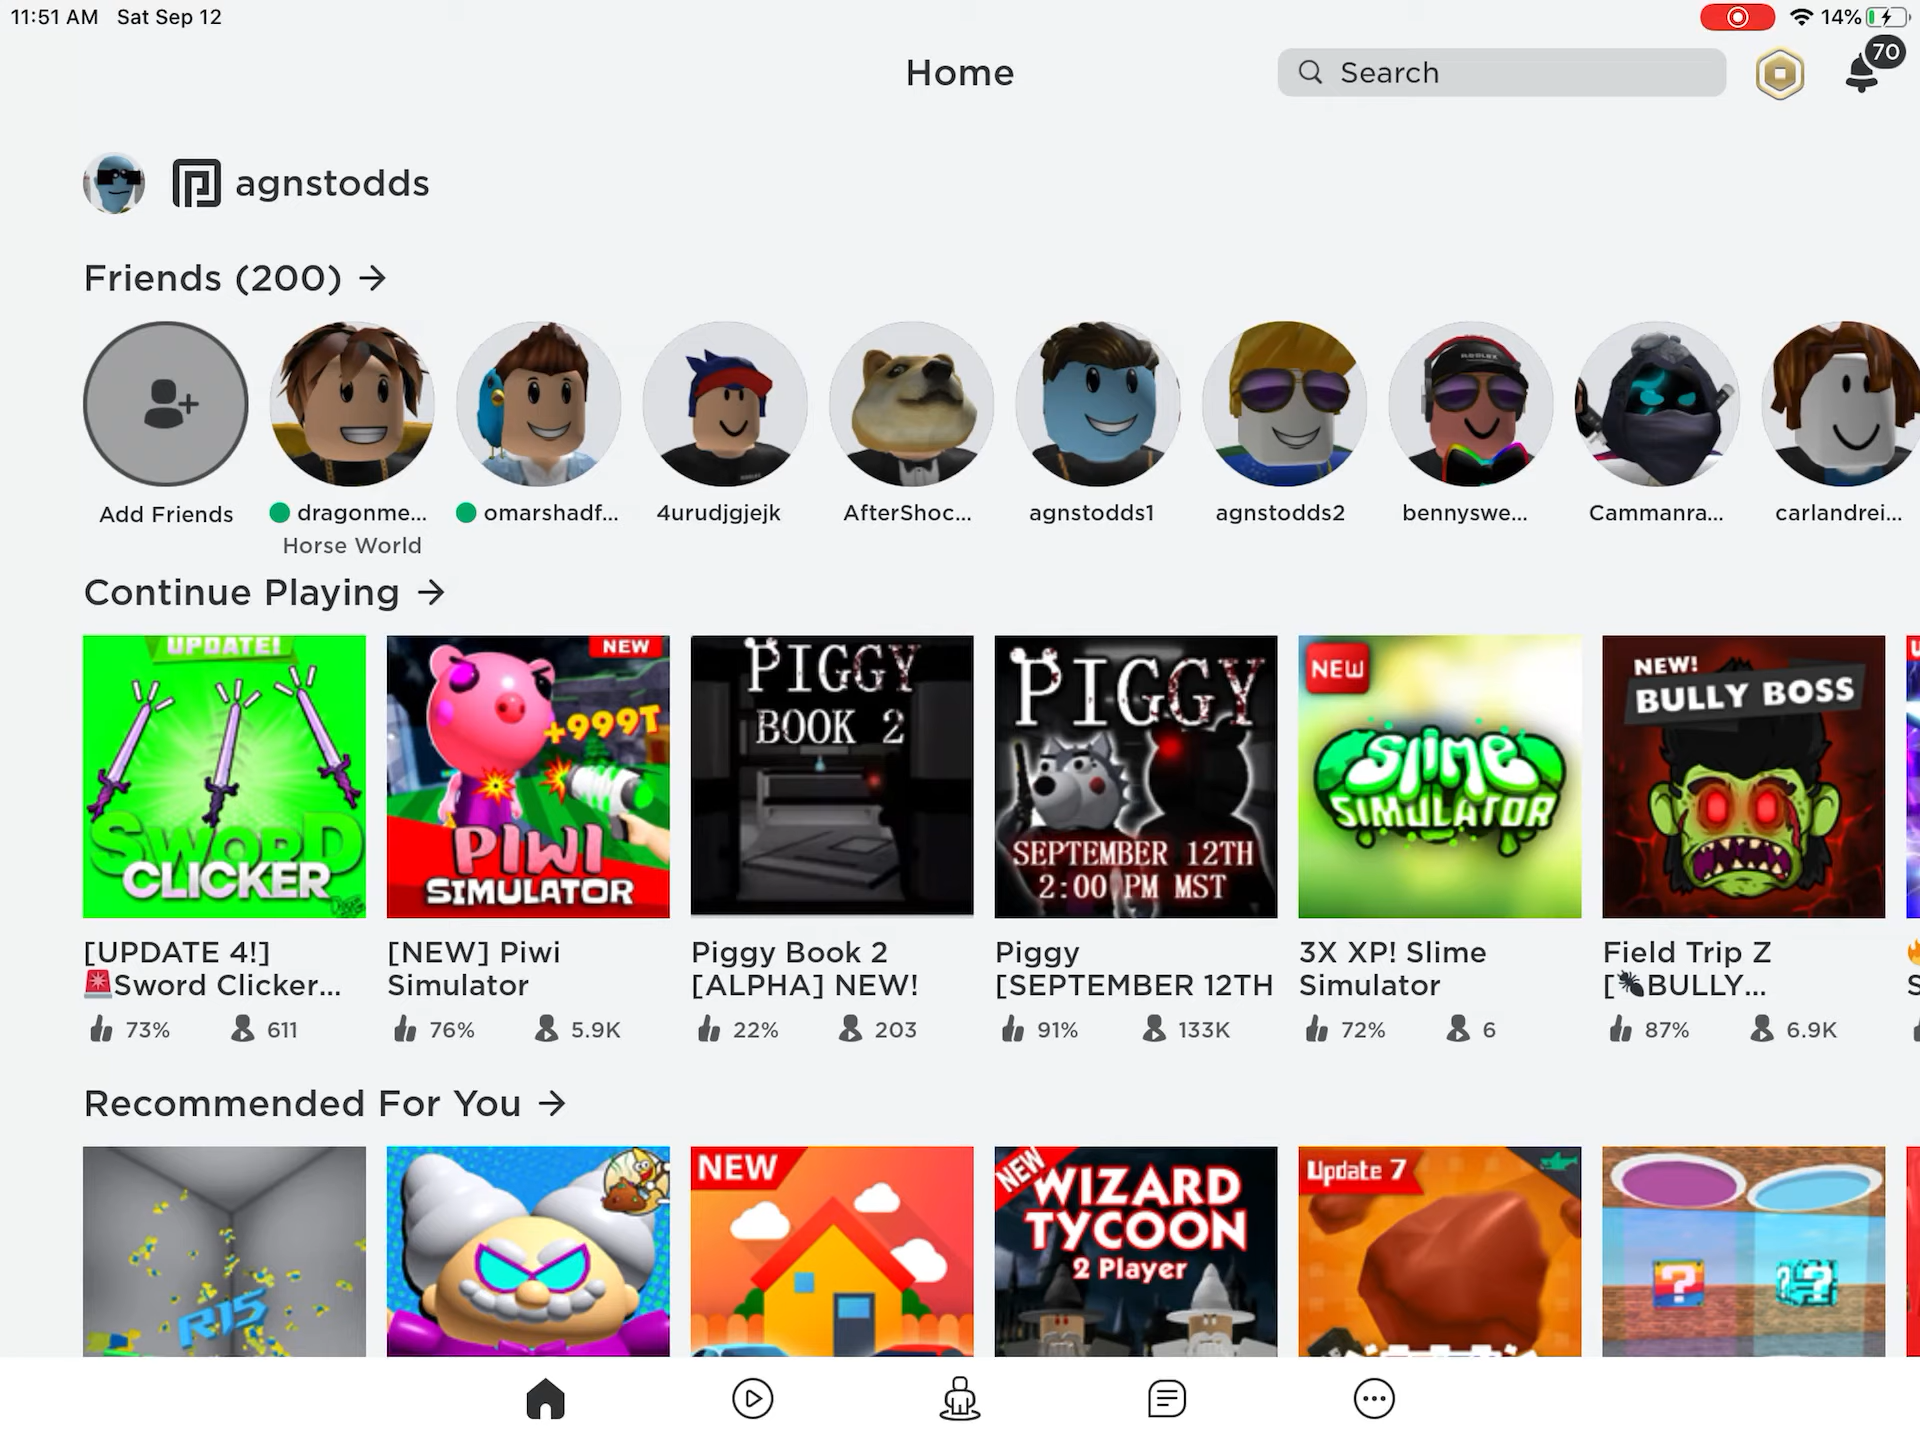 11:51 AM Sat Sep 12
14%
Home
Search
70
agnstodds
Friends (200) →
Add Friends
dragonme...
Horse World
omarshadf...
4urudjgjejk
AfterShoc...
agnstodds1
agnstodds2
bennyswe...
Cammanra...
carlandrei...
Continue Playing →
UPDATE!
SWORD
CLICKER
NEW
+999T
PIWI
SIMULATOR
PIGGY
BOOK 2
PIGGY
SEPTEMBER 12TH
2:00 PM MST
NEW
Slime
SIMULATOR
NEW!
BULLY BOSS
[UPDATE 4!]
🚨Sword Clicker...
73% 611
[NEW] Piwi
Simulator
76% 5.9K
Piggy Book 2
[ALPHA] NEW!
22% 203
Piggy
[SEPTEMBER 12TH
91% 133K
3X XP! Slime
Simulator
72% 6
Field Trip Z
[🐜BULLY...
87% 6.9K
Recommended For You →
R15
NEW
NEW
WIZARD
TYCOON
2 Player
Update 7
?
? ?